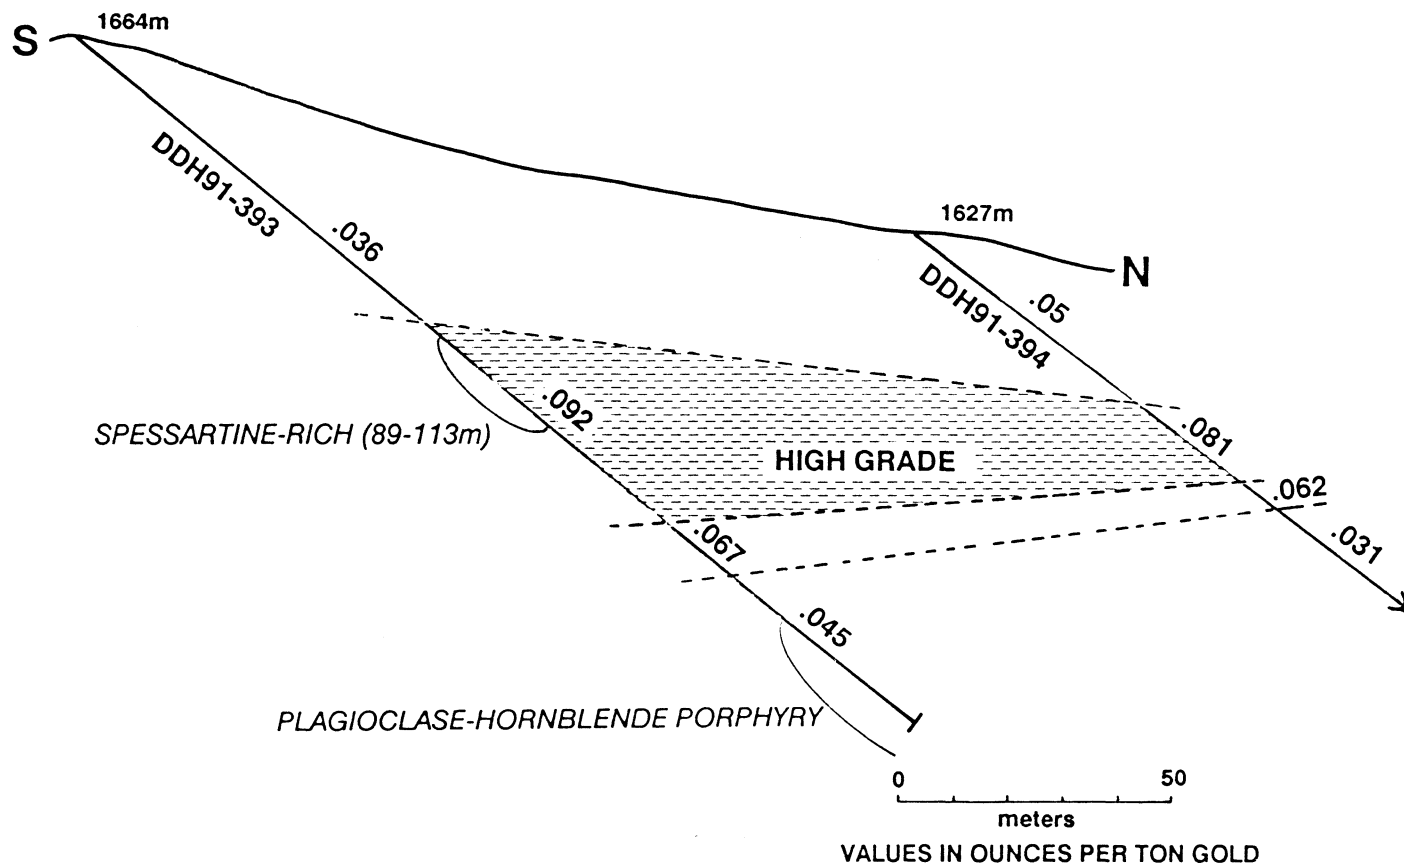 1664m
S
DDH91-393
.036
1627m
N
.05
DDH91-394
.092
.081
SPESSARTINE-RICH (89-113m)
HIGH GRADE
.062
.067
.031
.045
PLAGIOCLASE-HORNBLENDE PORPHYRY
0 50
meters
VALUES IN OUNCES PER TON GOLD